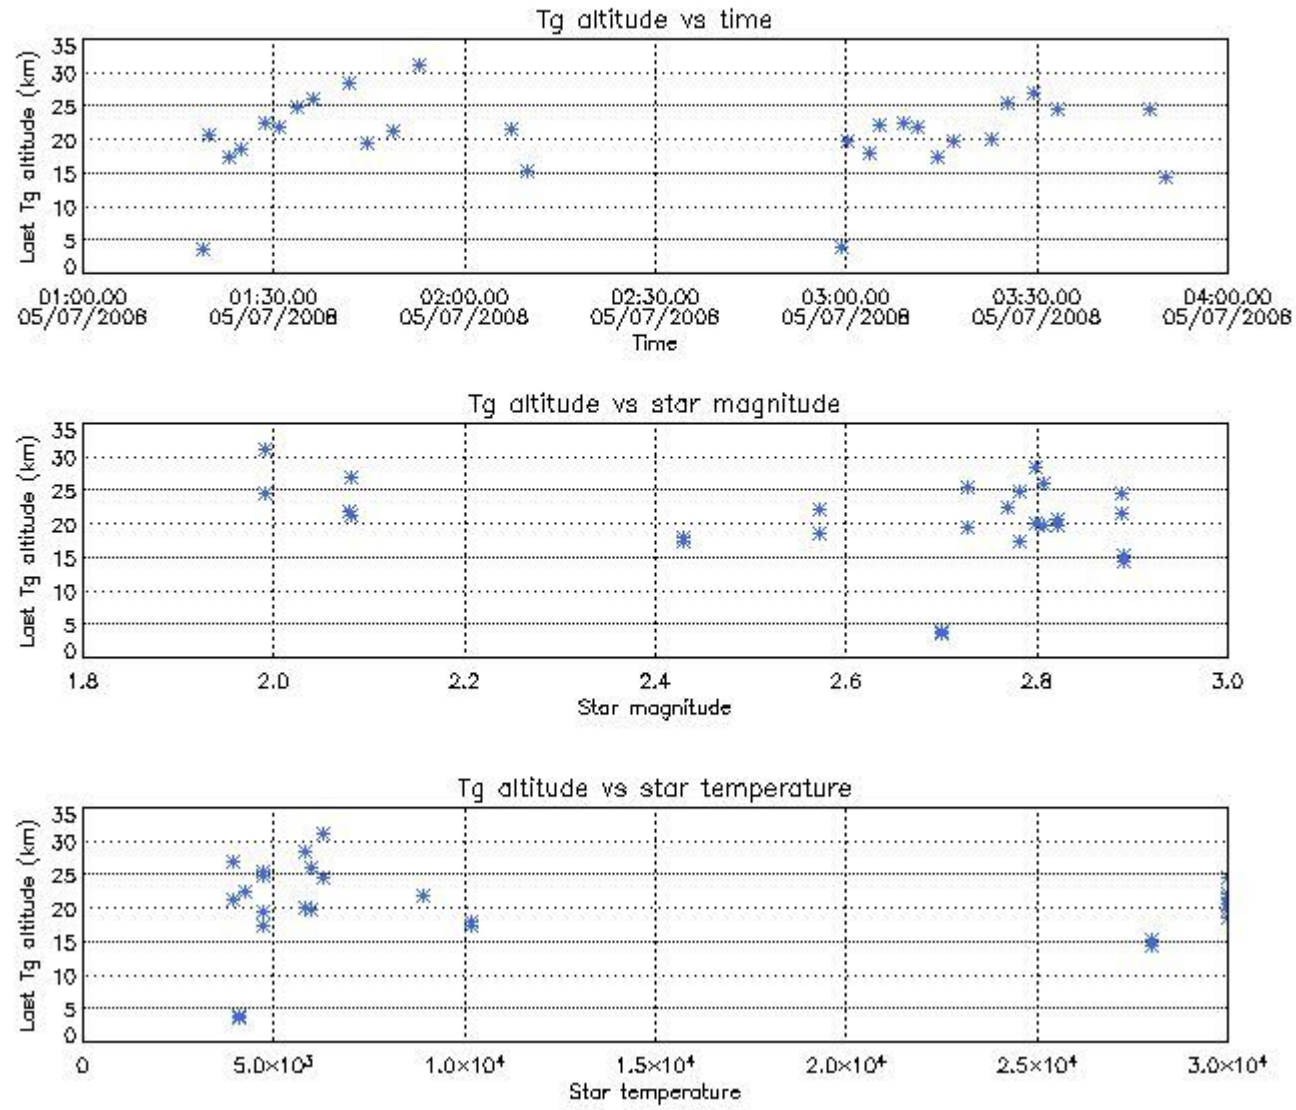 Tg altitude vs time
35
30
25
20
15
10
5
0
Last Tg altitude (km)
01:00.00 01:30.00 02:00.00 02:30.00 03:00.00 03:30.00 04:00.00
05/07/2008 05/07/2008 05/07/2008 05/07/2008 05/07/2008 05/07/2008 05/07/2008
Time
Tg altitude vs star magnitude
35
30
25
20
15
10
5
0
Last Tg altitude (km)
1.8 2.0 2.2 2.4 2.6 2.8 3.0
Star magnitude
Tg altitude vs star temperature
35
30
25
20
15
10
5
0
Last Tg altitude (km)
0 5.0×10³ 1.0×10⁴ 1.5×10⁴ 2.0×10⁴ 2.5×10⁴ 3.0×10⁴
Star temperature